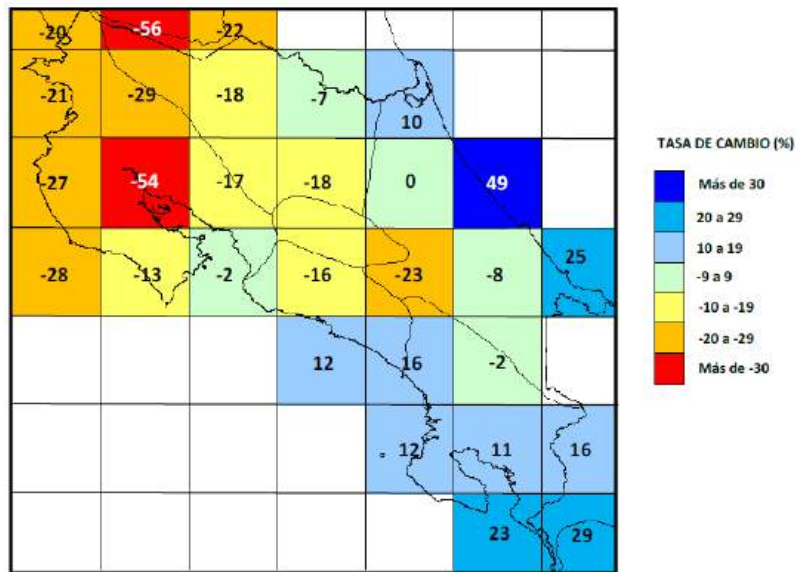 -20 -56 -22
-21 -29 -18 -7 10
-27 -54 -17 -18 0 49
-28 -13 -2 -16 -23 -8 25
12 16 -2
12 11 16
23 29
TASA DE CAMBIO (%)
Más de 30
20 a 29
10 a 19
-9 a 9
-10 a -19
-20 a -29
Más de -30